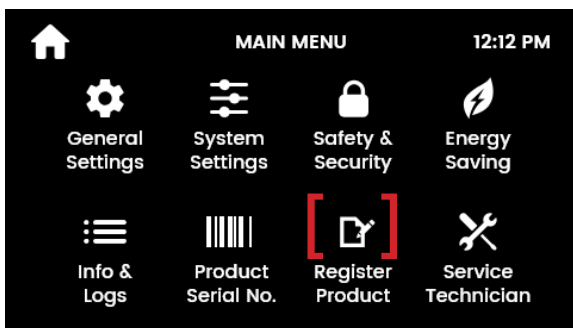 MAIN MENU 12:12 PM
General Settings
System Settings
Safety & Security
Energy Saving
Info & Logs
Product Serial No.
Register Product
Service Technician